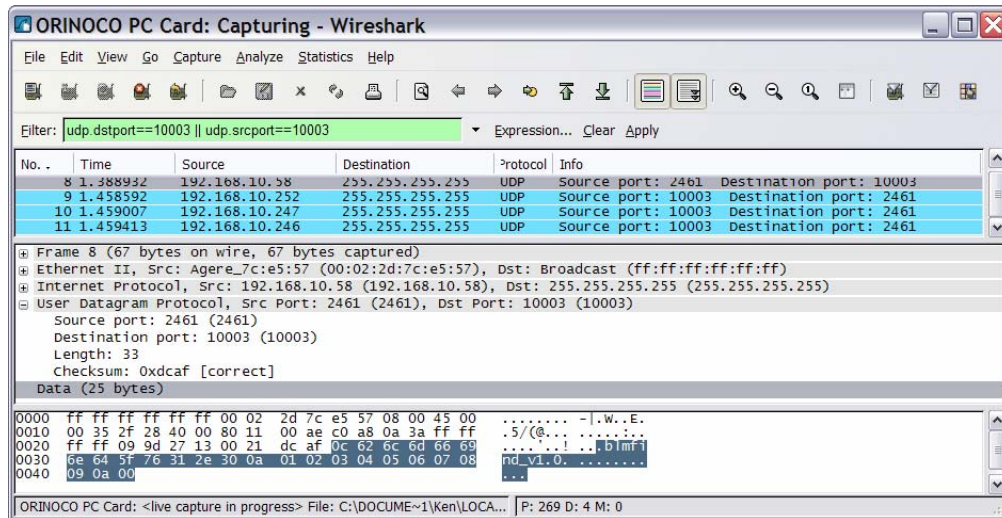 ORINOCO PC Card: Capturing - Wireshark
File Edit View Go Capture Analyze Statistics Help
Filter: udp.dstport==10003 || udp.srcport==10003 Expression... Clear Apply
No. . Time Source Destination Protocol Info
8 1.388932 192.168.10.58 255.255.255.255 UDP Source port: 2461 Destination port: 10003
9 1.458592 192.168.10.252 255.255.255.255 UDP Source port: 10003 Destination port: 2461
10 1.459007 192.168.10.247 255.255.255.255 UDP Source port: 10003 Destination port: 2461
11 1.459413 192.168.10.246 255.255.255.255 UDP Source port: 10003 Destination port: 2461
Frame 8 (67 bytes on wire, 67 bytes captured)
Ethernet II, Src: Agere_7c:e5:57 (00:02:2d:7c:e5:57), Dst: Broadcast (ff:ff:ff:ff:ff:ff)
Internet Protocol, Src: 192.168.10.58 (192.168.10.58), Dst: 255.255.255.255 (255.255.255.255)
User Datagram Protocol, Src Port: 2461 (2461), Dst Port: 10003 (10003)
Source port: 2461 (2461)
Destination port: 10003 (10003)
Length: 33
Checksum: 0xdcaf [correct]
Data (25 bytes)
0000 ff ff ff ff ff ff 00 02 2d 7c e5 57 08 00 45 00 ........ -|.W..E.
0010 00 35 2f 28 40 00 80 11 00 ae c0 a8 0a 3a ff ff .5/(@... .....:..
0020 ff ff 09 9d 27 13 00 21 dc af 0c 62 6c 6d 66 69 ....'..! ...blmfi
0030 6e 64 5f 76 31 2e 30 0a 01 02 03 04 05 06 07 08 nd_v1.0. ........
0040 09 0a 00 ...
ORINOCO PC Card: <live capture in progress> File: C:\DOCUME~1\Ken\LOCA... P: 269 D: 4 M: 0